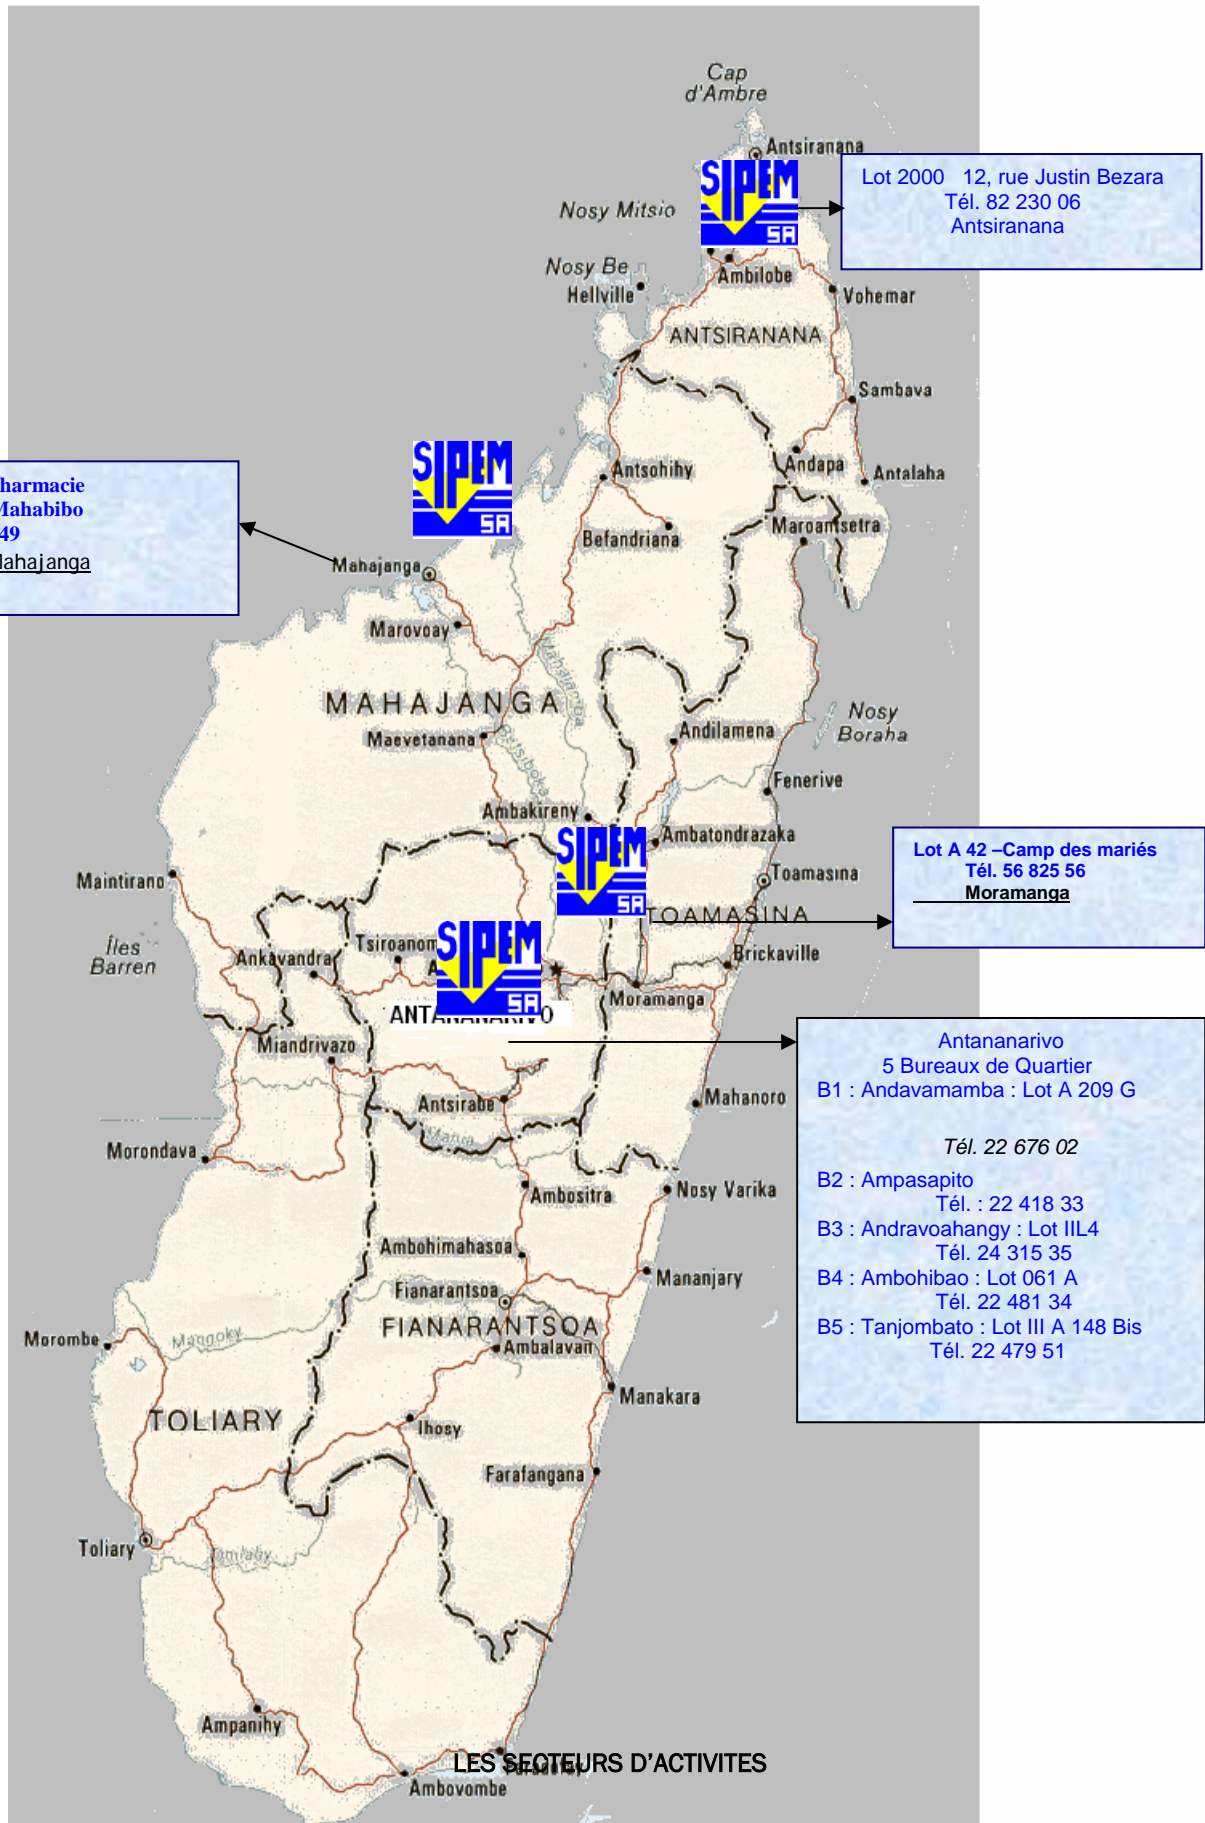 Cap
d'Ambre
Antsiranana
SIPEM
SA
Lot 2000 12, rue Justin Bezara
Tél. 82 230 06
Antsiranana
Nosy Mitsio
Nosy Be
Hellville
Ambilobe
Vohemar
ANTSIRANANA
Sambava
SIPEM
SA
Antsohihy
Andapa
Antalaha
harmacie
Mahabibo
49
Mahajanga
Befandriana
Maroantsetra
Mahajanga
Marovoay
MAHAJANGA
Maevetanana
Andilamena
Nosy
Boraha
Fenerive
Ambakireny
SIPEM
SA
Ambatondrazaka
Lot A 42 –Camp des mariés
Tél. 56 825 56
Moramanga
Maintirano
Toamasina
TOAMASINA
Îles
Barren
Ankavandra
Tsiroanom
SIPEM
SA
Brickaville
Moramanga
ANTANANARIVO
Miandrivazo
Antananarivo
5 Bureaux de Quartier
B1 : Andavamamba : Lot A 209 G
Tél. 22 676 02
B2 : Ampasapito
Tél. : 22 418 33
B3 : Andravoahangy : Lot IIL4
Tél. 24 315 35
B4 : Ambohibao : Lot 061 A
Tél. 22 481 34
B5 : Tanjombato : Lot III A 148 Bis
Tél. 22 479 51
Antsirabe
Mahanoro
Mania
Morondava
Ambositra
Nosy Varika
Ambohimahasoa
Mananjary
Fianarantsoa
FIANARANTSOA
Morombe
Mangoky
Ambalavan
Manakara
TOLIARY
Ihosy
Farafangana
Toliary
Ampanihy
LES SECTEURS D'ACTIVITES
Ambovombe